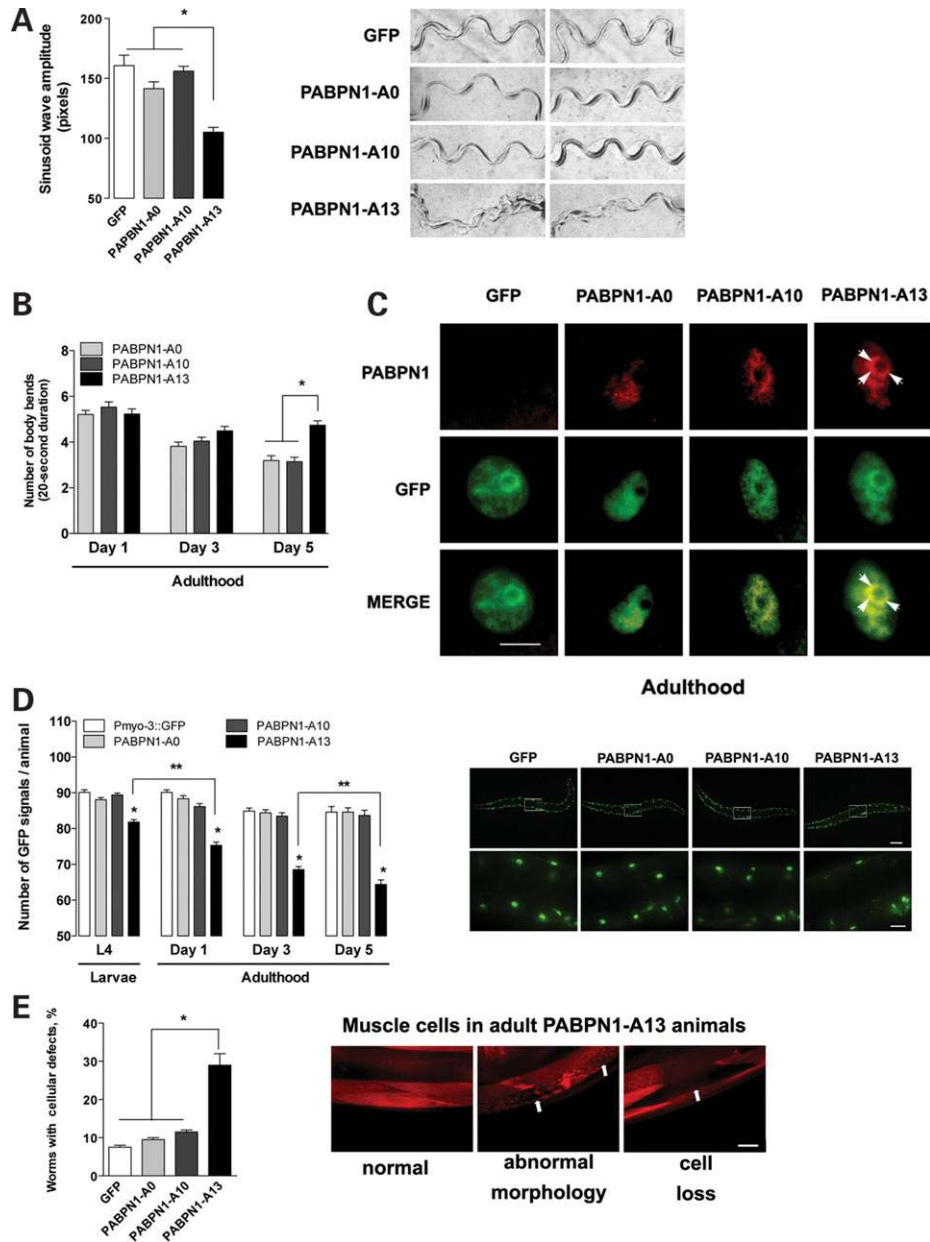 A
*
200
150
100
50
Sinusoid wave amplitude
(pixels)
GFP
PAPBN1-A0
PAPBN1-A10
PAPBN1-A13
GFP
PABPN1-A0
PABPN1-A10
PABPN1-A13
B
PABPN1-A0
PABPN1-A10
PABPN1-A13
*
8
6
4
2
0
Number of body bends
(20-second duration)
Day 1
Day 3
Day 5
Adulthood
C
GFP
PABPN1-A0
PABPN1-A10
PABPN1-A13
PABPN1
GFP
MERGE
Adulthood
D
Pmyo-3::GFP
PABPN1-A0
PABPN1-A10
PABPN1-A13
110
100
90
80
70
60
50
Number of GFP signals / animal
**
**
*
*
*
*
L4
Day 1
Day 3
Day 5
Larvae
Adulthood
GFP
PABPN1-A0
PABPN1-A10
PABPN1-A13
E
*
40
30
20
10
0
Worms with cellular defects, %
GFP
PABPN1-A0
PABPN1-A10
PABPN1-A13
Muscle cells in adult PABPN1-A13 animals
normal
abnormal
morphology
cell
loss